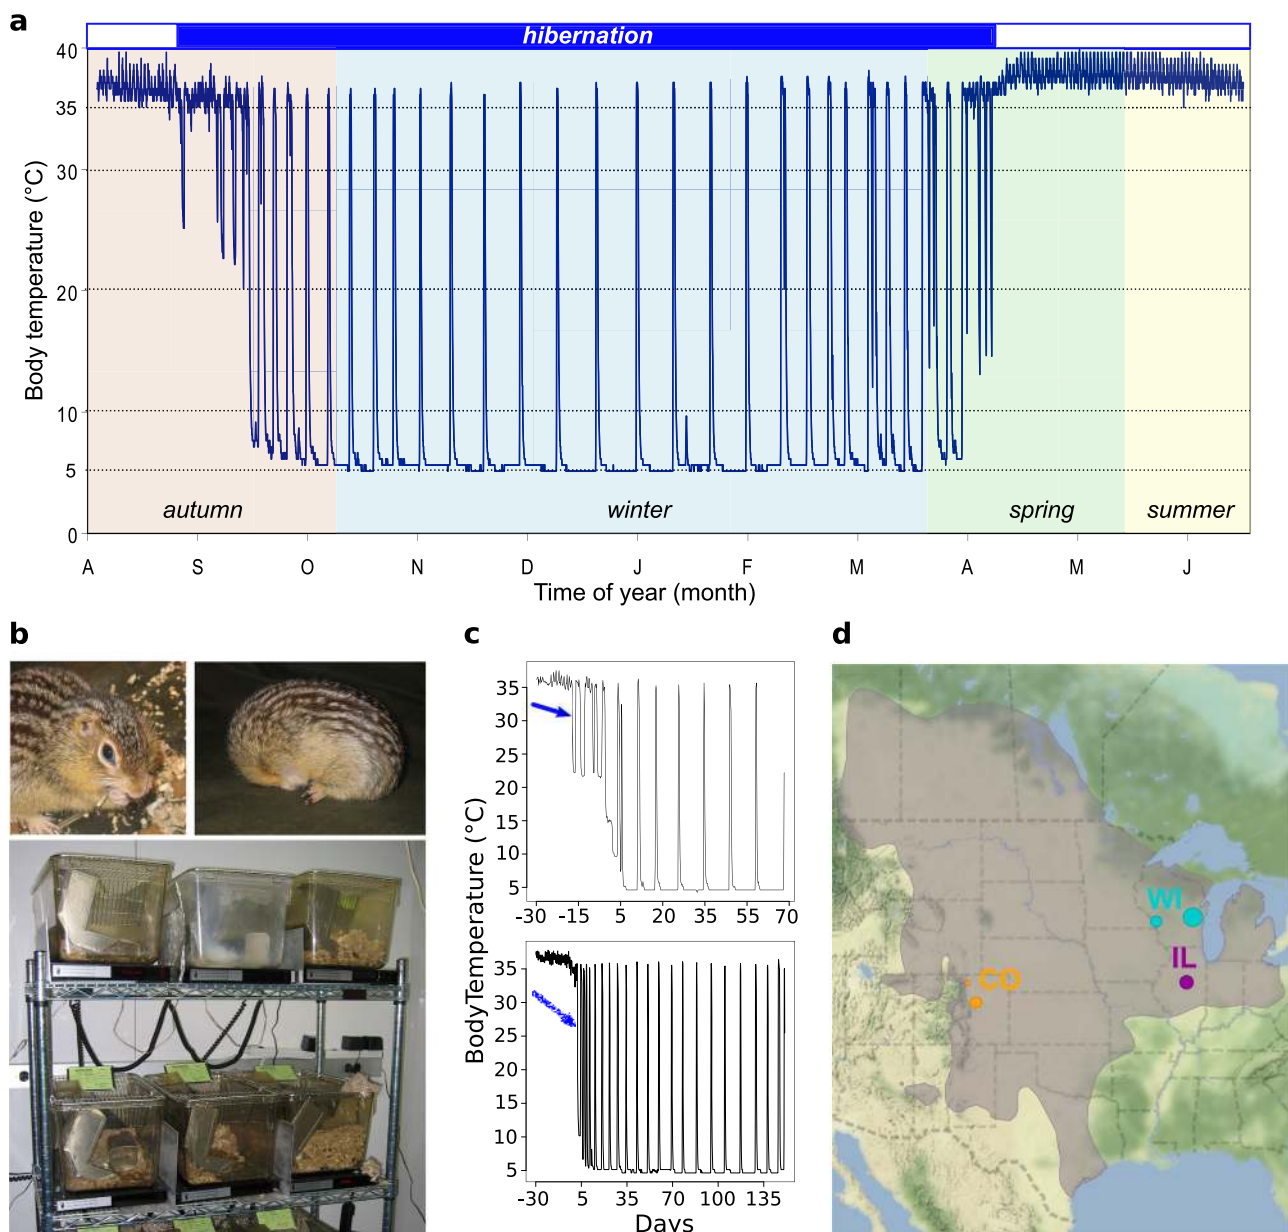 a
hibernation
40
35
30
20
10
5
0
Body temperature (°C)
autumn winter spring summer
A S O N D J F M A M J
Time of year (month)
b
c
d
35
30
25
20
15
10
5
-30 -15 5 20 35 55 70
35
30
25
20
15
10
5
-30 5 35 70 100 135
Days
BodyTemperature (°C)
WI
IL
CO